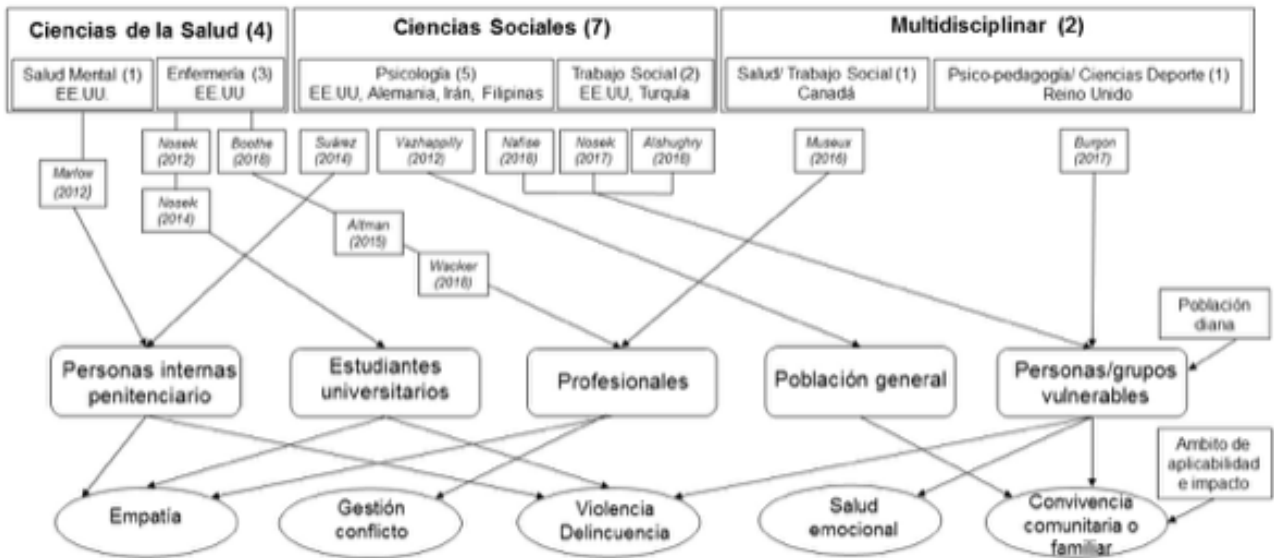 Ciencias de la Salud (4)
Ciencias Sociales (7)
Multidisciplinar (2)
Salud Mental (1)
EE.UU.
Enfermería (3)
EE.UU
Psicología (5)
EE.UU, Alemania, Irán, Filipinas
Trabajo Social (2)
EE.UU, Turquía
Salud/ Trabajo Social (1)
Canadá
Psico-pedagogía/ Ciencias Deporte (1)
Reino Unido
Marlow
(2012)
Nosek
(2012)
Boothe
(2018)
Suárez
(2014)
Vazhappilly
(2012)
Nafise
(2018)
Nosek
(2017)
Alshughry
(2018)
Museux
(2016)
Burgon
(2017)
Nosek
(2014)
Altman
(2015)
Wacker
(2018)
Población
diana
Personas internas
penitenciario
Estudiantes
universitarios
Profesionales
Población general
Personas/grupos
vulnerables
Ambito de
aplicabilidad
e impacto
Empatía
Gestión
conflicto
Violencia
Delincuencia
Salud
emocional
Convivencia
comunitaria o
familiar